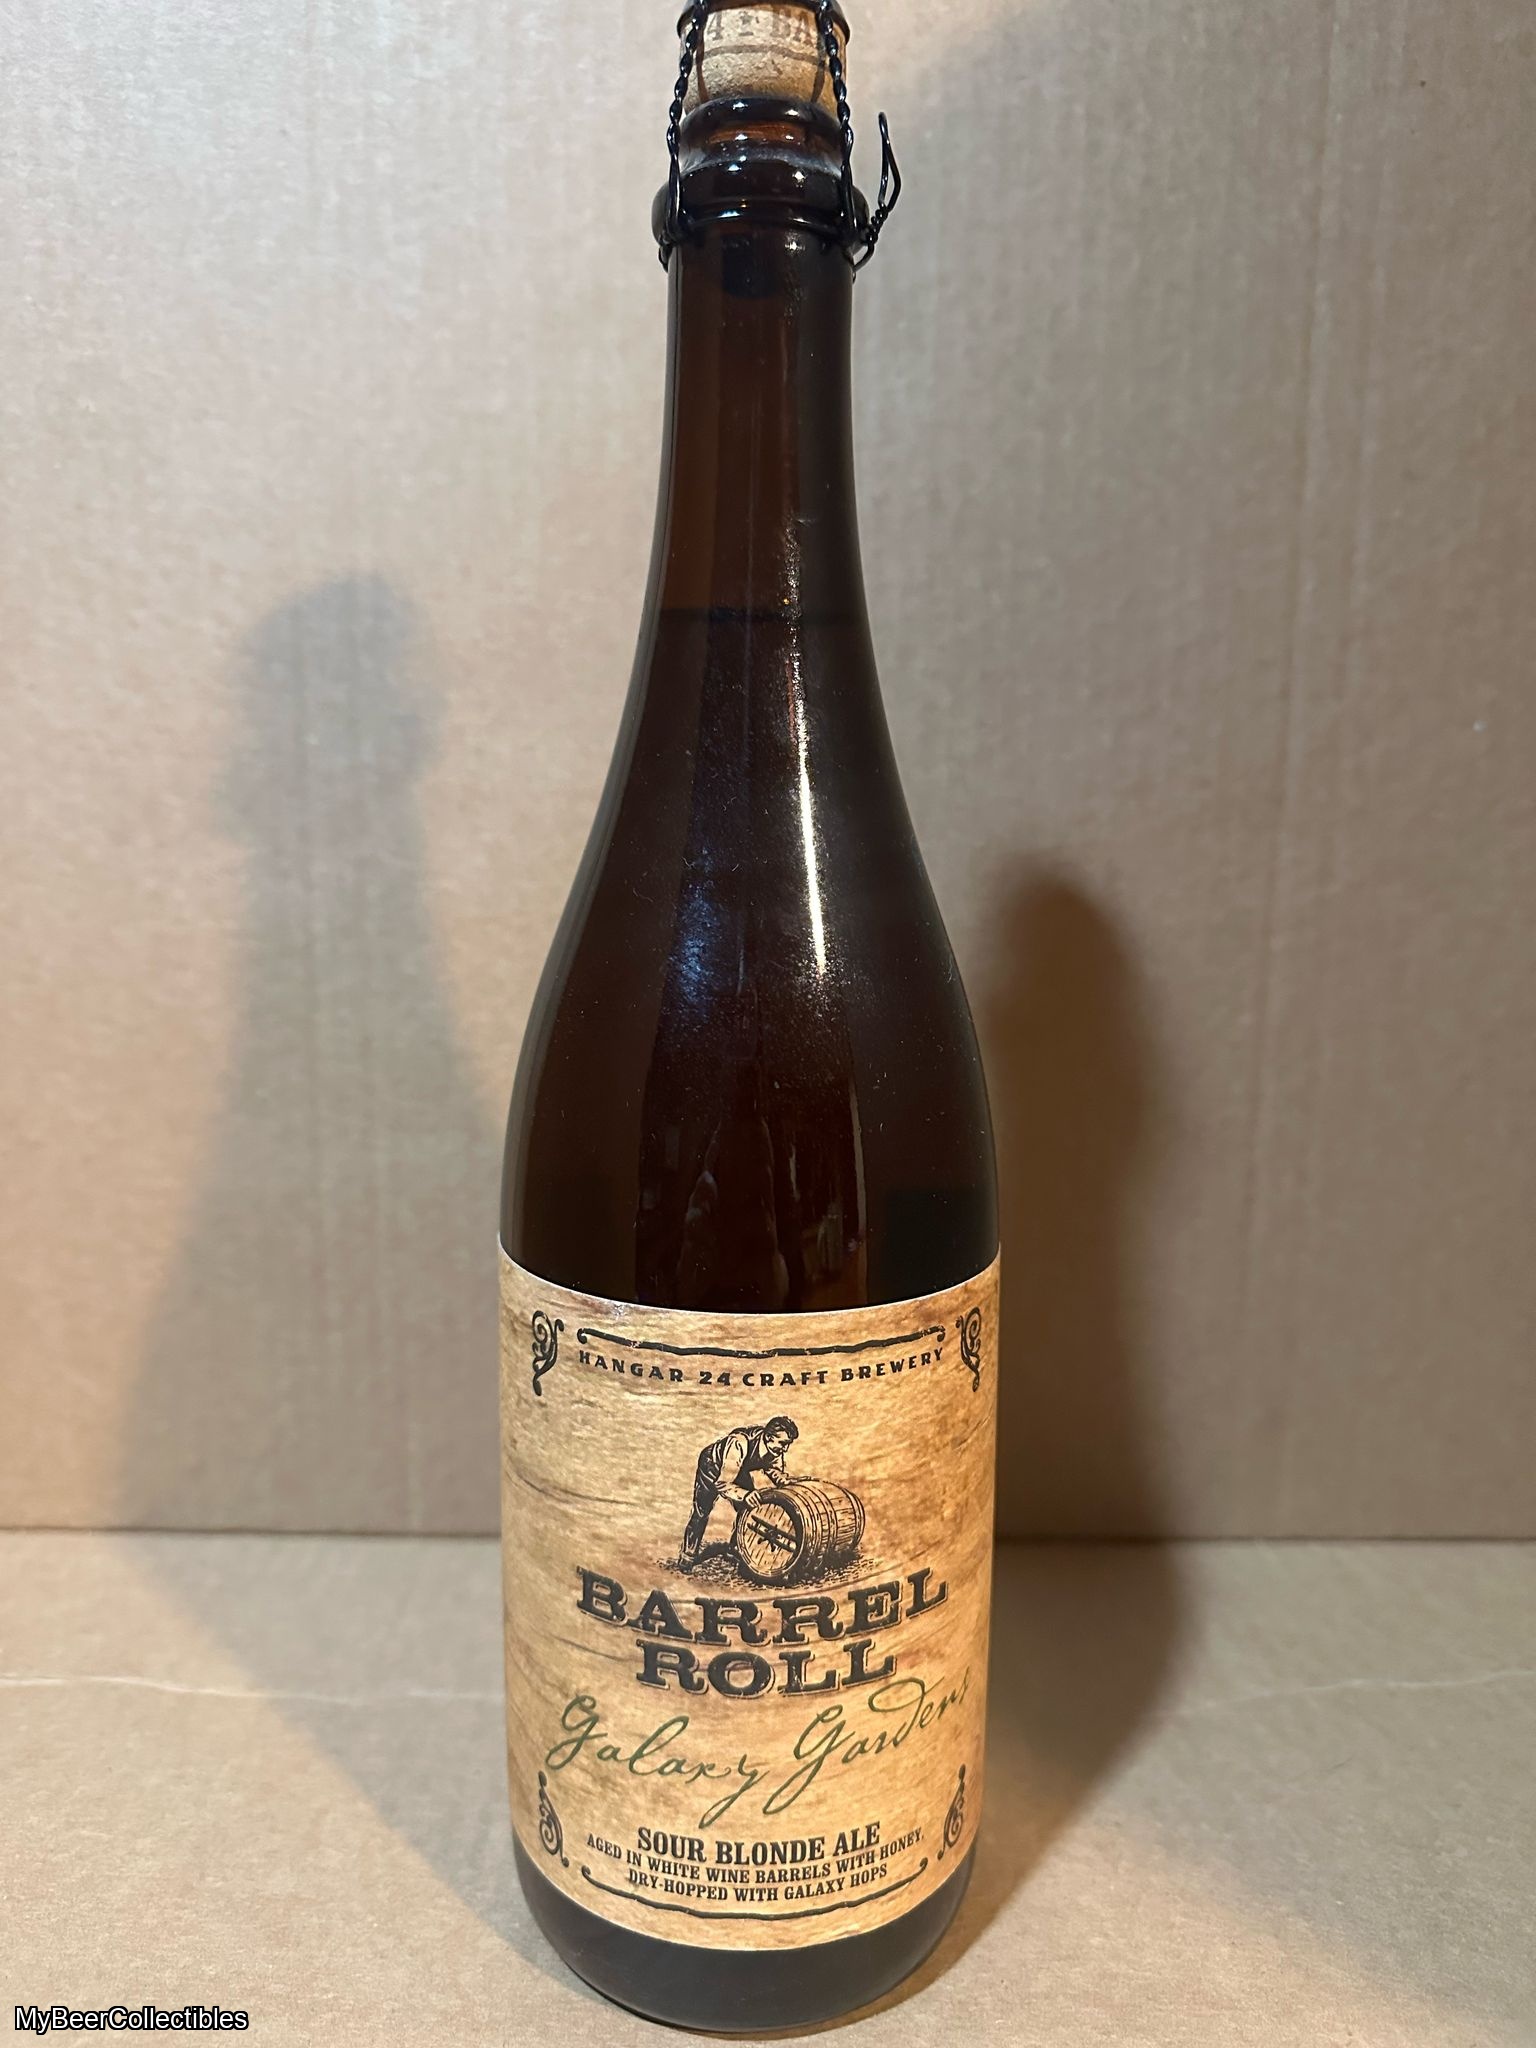 HANGAR 24 CRAFT BREWERY
BARREL
ROLL
Galaxy Gardens
SOUR BLONDE ALE
AGED IN WHITE WINE BARRELS WITH HONEY,
DRY-HOPPED WITH GALAXY HOPS
MyBeerCollectibles